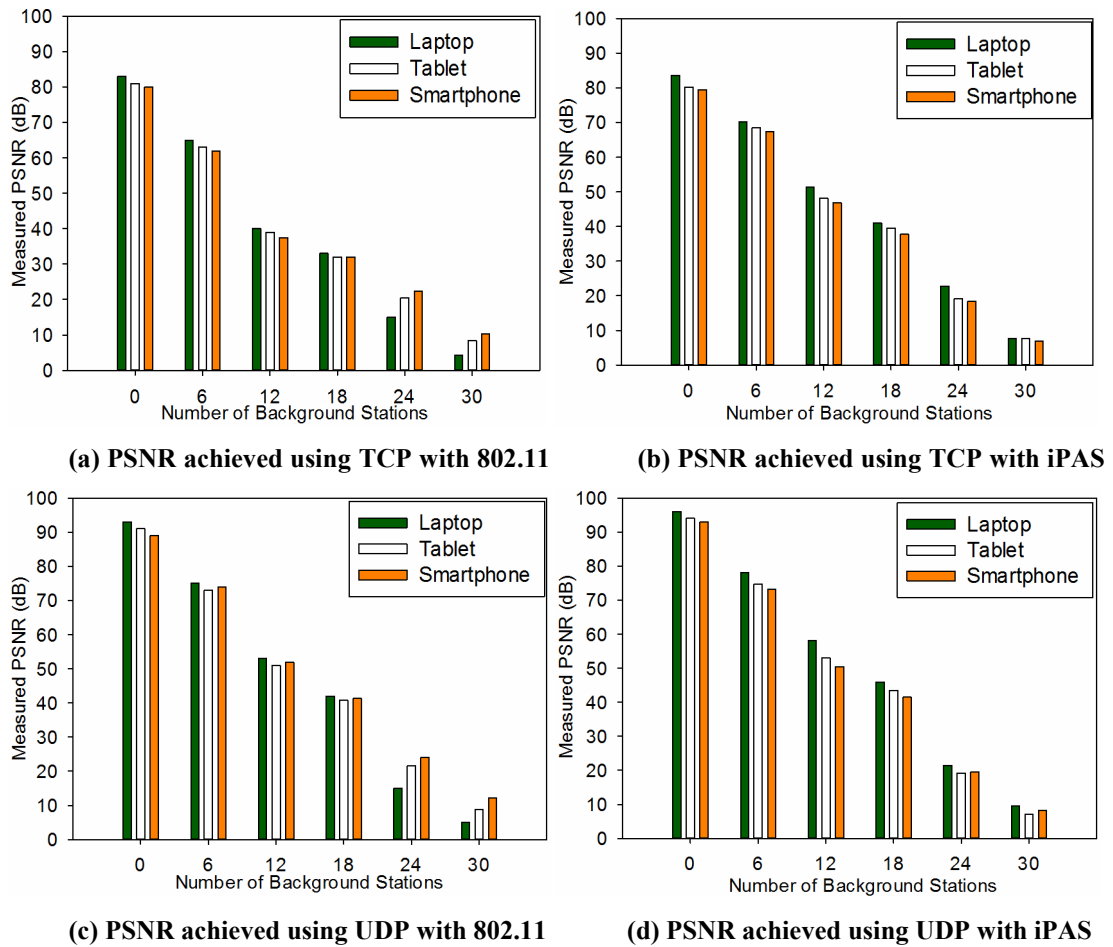 100
90
80
70
60
50
40
30
20
10
0
Measured PSNR (dB)
Laptop
Tablet
Smartphone
0 6 12 18 24 30
Number of Background Stations
(a) PSNR achieved using TCP with 802.11
100
90
80
70
60
50
40
30
20
10
0
Measured PSNR (dB)
Laptop
Tablet
Smartphone
0 6 12 18 24 30
Number of Background Stations
(b) PSNR achieved using TCP with iPAS
100
90
80
70
60
50
40
30
20
10
0
Measured PSNR (dB)
Laptop
Tablet
Smartphone
0 6 12 18 24 30
Number of Background Stations
(c) PSNR achieved using UDP with 802.11
100
90
80
70
60
50
40
30
20
10
0
Measured PSNR (dB)
Laptop
Tablet
Smartphone
0 6 12 18 24 30
Number of Background Stations
(d) PSNR achieved using UDP with iPAS